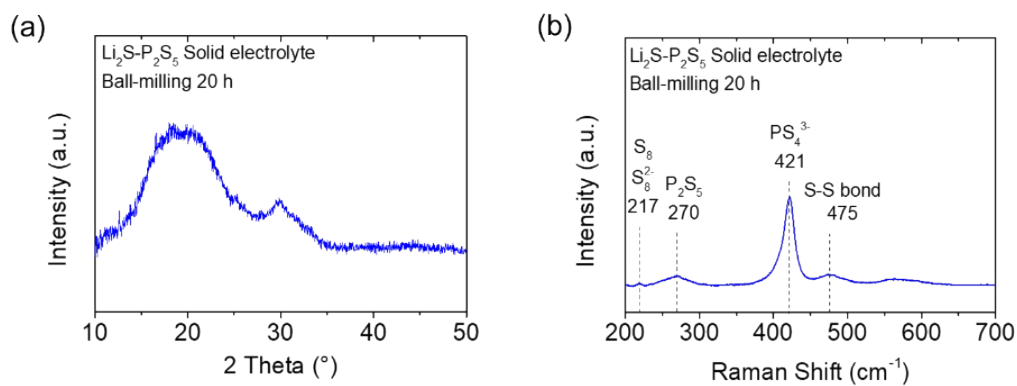 (a)
Li₂S-P₂S₅ Solid electrolyte
Ball-milling 20 h
Intensity (a.u.)
10 20 30 40 50
2 Theta (°)
(b)
Li₂S-P₂S₅ Solid electrolyte
Ball-milling 20 h
PS₄³⁻
421
S₈
S₈²⁻
217
P₂S₅
270
S-S bond
475
Intensity (a.u.)
200 300 400 500 600 700
Raman Shift (cm⁻¹)